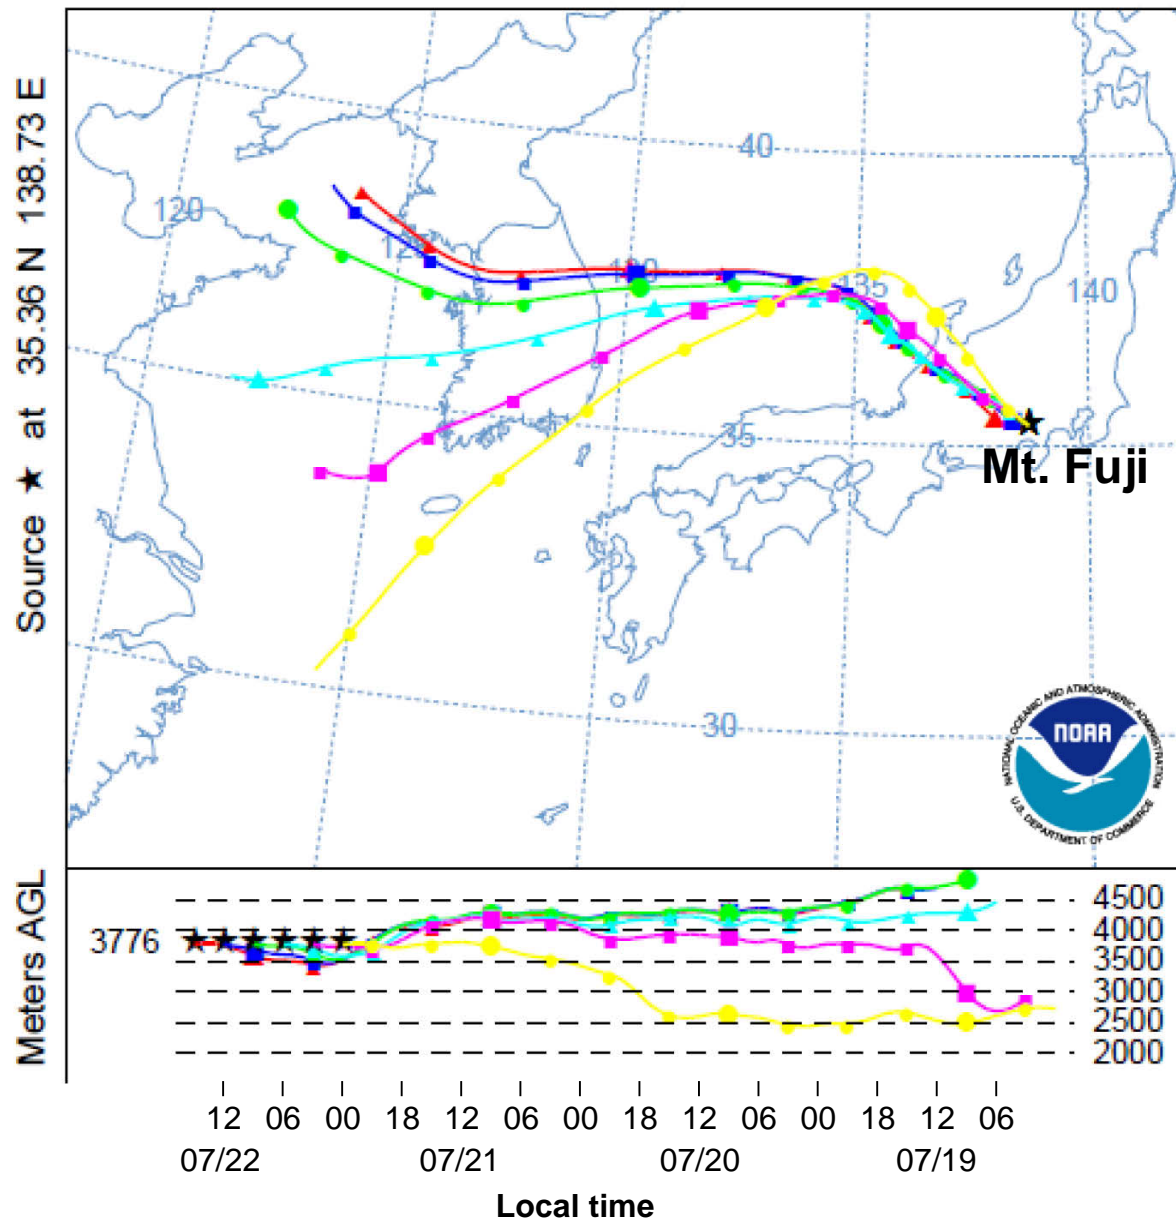 Source ★ at 35.36 N 138.73 E
40
120
125
130
135
140
35
Mt. Fuji
30
NATIONAL OCEANIC AND ATMOSPHERIC ADMINISTRATION
NOAA
U.S. DEPARTMENT OF COMMERCE
Meters AGL
3776
4500
4000
3500
3000
2500
2000
12 06 00 18 12 06 00 18 12 06 00 18 12 06
07/22 07/21 07/20 07/19
Local time